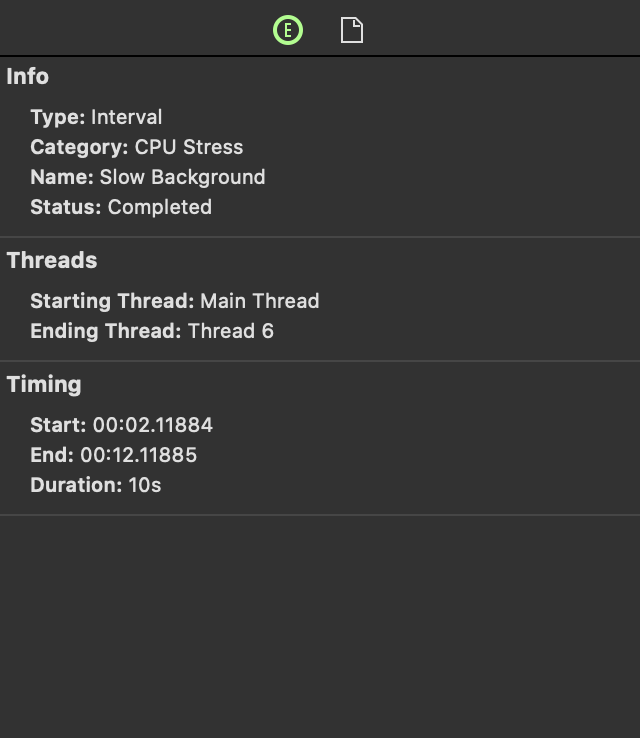 E
Info
Type: Interval
Category: CPU Stress
Name: Slow Background
Status: Completed
Threads
Starting Thread: Main Thread
Ending Thread: Thread 6
Timing
Start: 00:02.11884
End: 00:12.11885
Duration: 10s